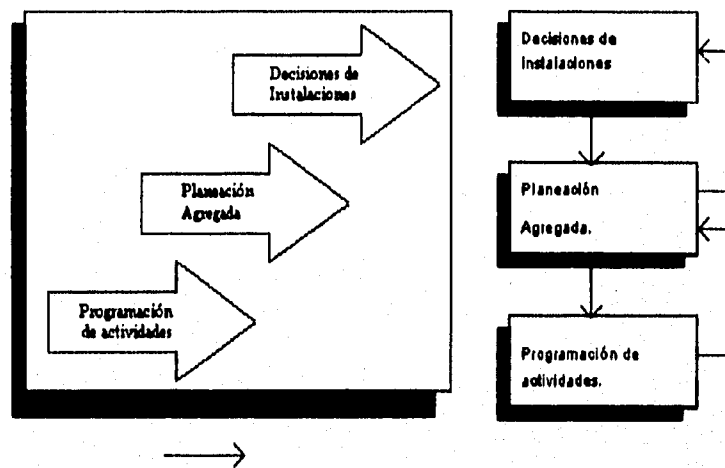 Decisiones de
Instalaciones
Planeación
Agregada
Programación
de actividades
Decisiones de
Instalaciones
Planeación
Agregada.
Programación de
actividades.